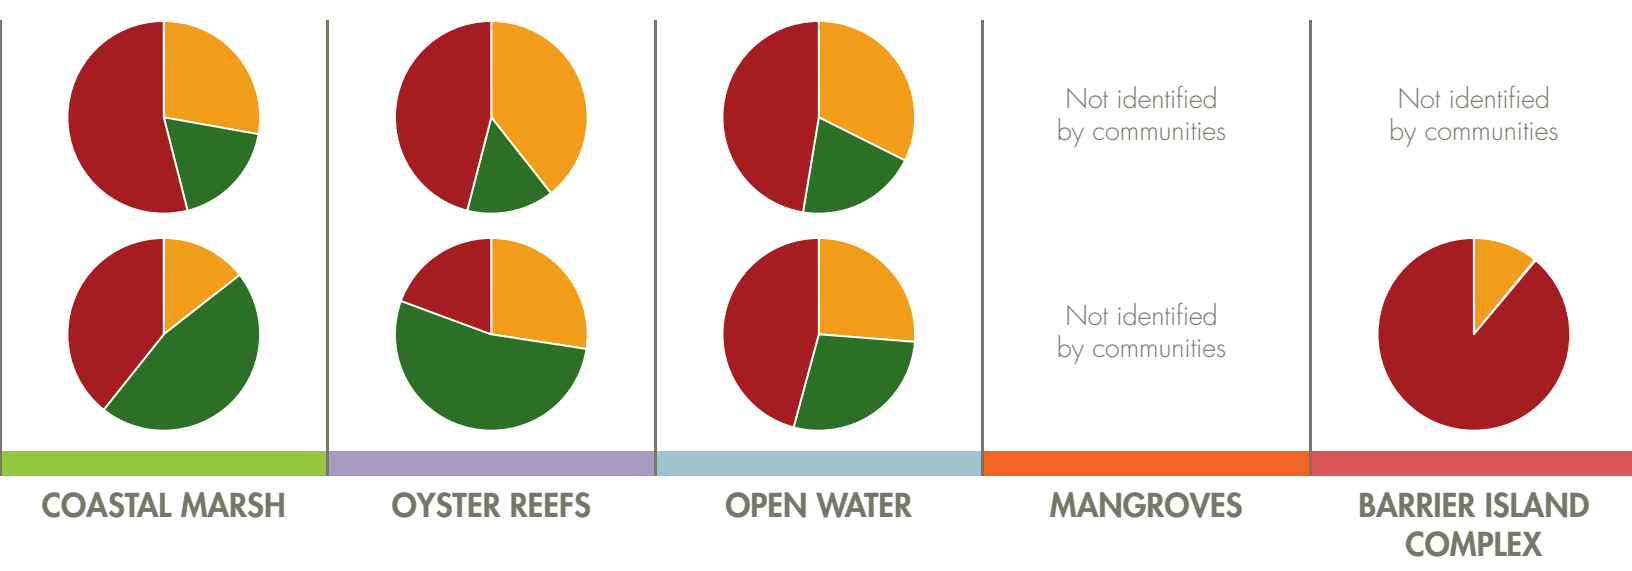 Not identified
by communities
Not identified
by communities
Not identified
by communities
COASTAL MARSH
OYSTER REEFS
OPEN WATER
MANGROVES
BARRIER ISLAND
COMPLEX